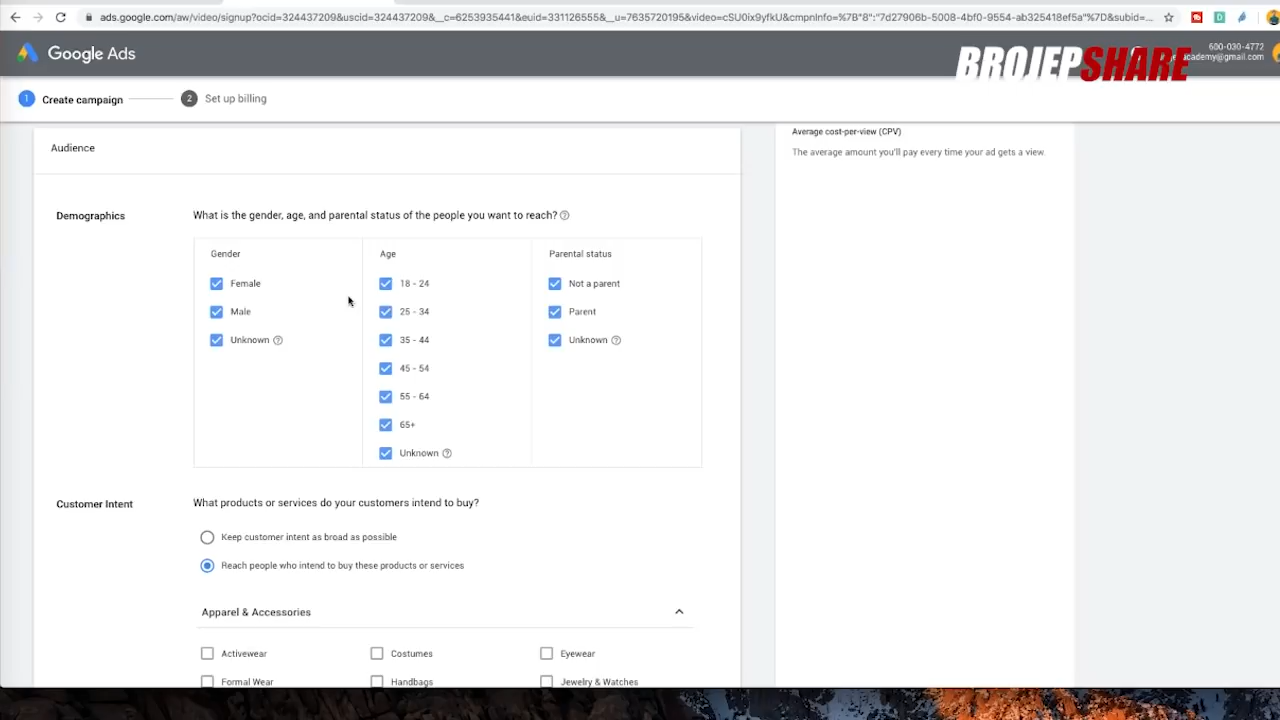 ads.google.com/aw/video/signup?ocid=324437209&uscid=324437209&__c=6253935441&euid=331126555&__u=7635720195&video=cSU0ix9yfkU&cmpnInfo=%7B"8":"7d27906b-5008-4bf0-9554-ab325418ef5a"%7D&subid=...
Google Ads
BROJEPSHARE
600-030-4772
academy@gmail.com
1 Create campaign
2 Set up billing
Audience
Average cost-per-view (CPV)
The average amount you'll pay every time your ad gets a view
Demographics
What is the gender, age, and parental status of the people you want to reach?
Gender
Age
Parental status
Female
18 - 24
Not a parent
Male
25 - 34
Parent
Unknown
35 - 44
Unknown
45 - 54
55 - 64
65+
Unknown
Customer Intent
What products or services do your customers intend to buy?
Keep customer intent as broad as possible
Reach people who intend to buy these products or services
Apparel & Accessories
Activewear
Costumes
Eyewear
Formal Wear
Handbags
Jewelry & Watches